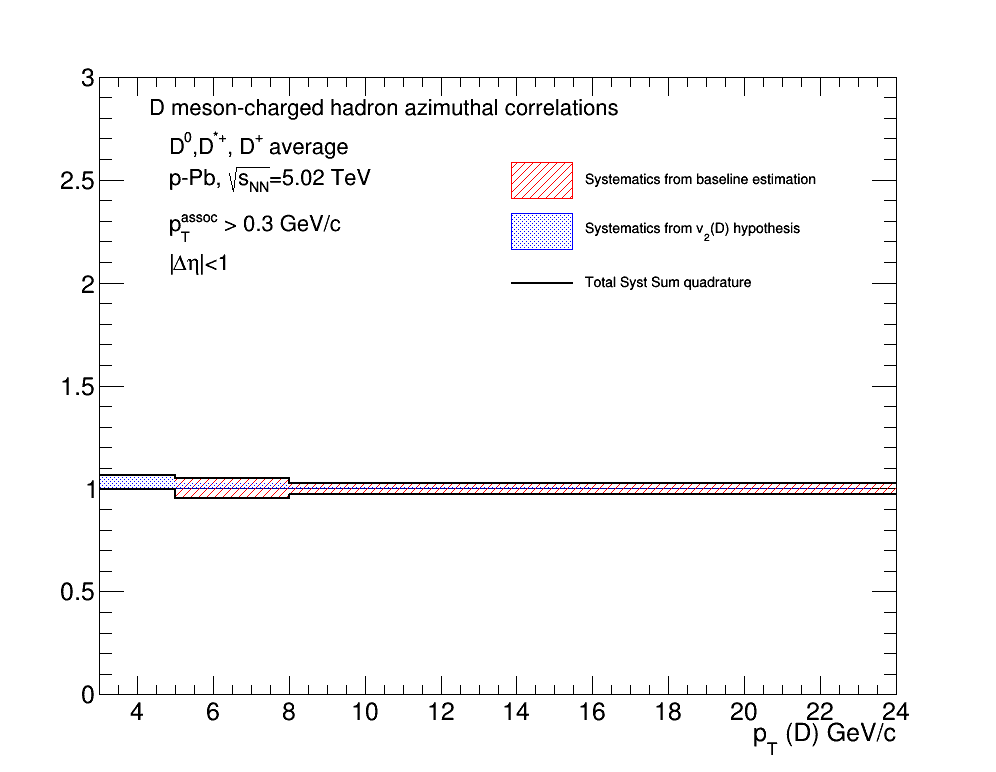 D meson-charged hadron azimuthal correlations
D⁰,D*⁺, D⁺ average
p-Pb, √s_NN=5.02 TeV
p_T^assoc > 0.3 GeV/c
|Δη|<1
Systematics from baseline estimation
Systematics from v₂(D) hypothesis
Total Syst Sum quadrature
3
2.5
2
1.5
1
0.5
0
4 6 8 10 12 14 16 18 20 22 24
p_T (D) GeV/c